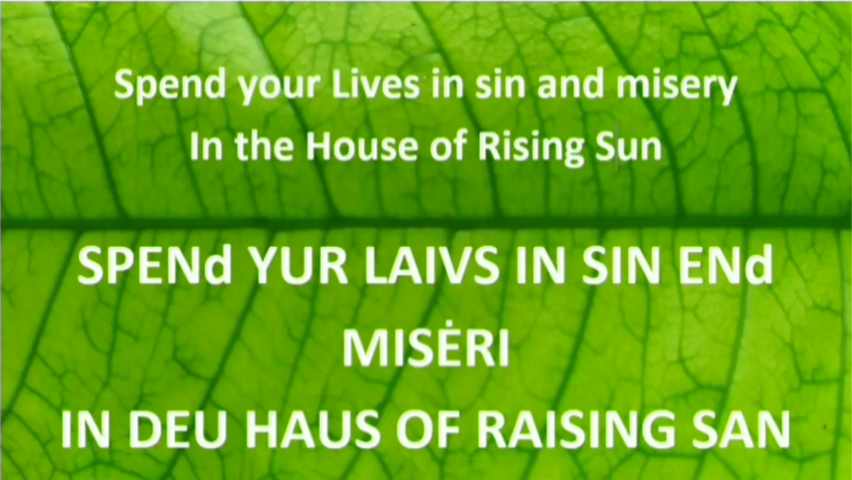 Spend your Lives in sin and misery
In the House of Rising Sun
SPENd YUR LAIVS IN SIN ENd
MISĖRI
IN DEU HAUS OF RAISING SAN